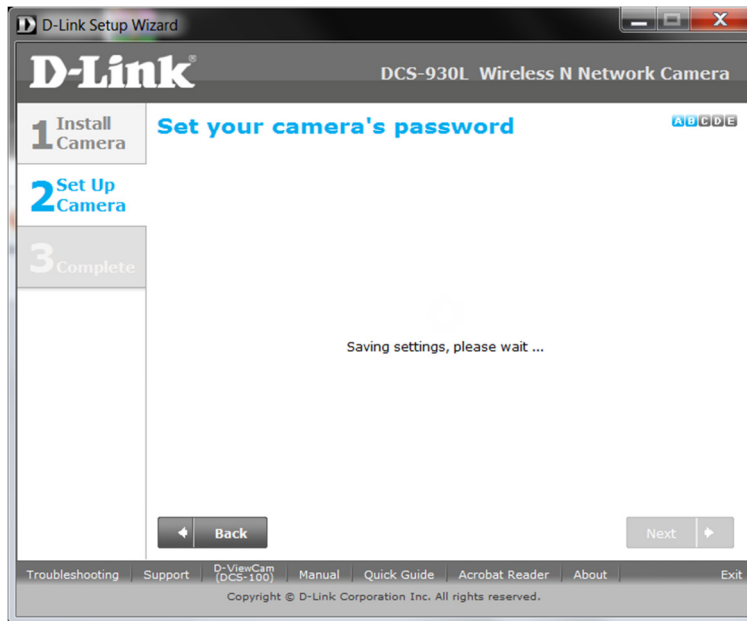 D-Link Setup Wizard
D-Link®
DCS-930L Wireless N Network Camera
1 Install Camera
Set your camera's password
A B C D E
2 Set Up Camera
3 Complete
Saving settings, please wait ...
Back
Next
Troubleshooting Support D-ViewCam (DCS-100) Manual Quick Guide Acrobat Reader About Exit
Copyright © D-Link Corporation Inc. All rights reserved.